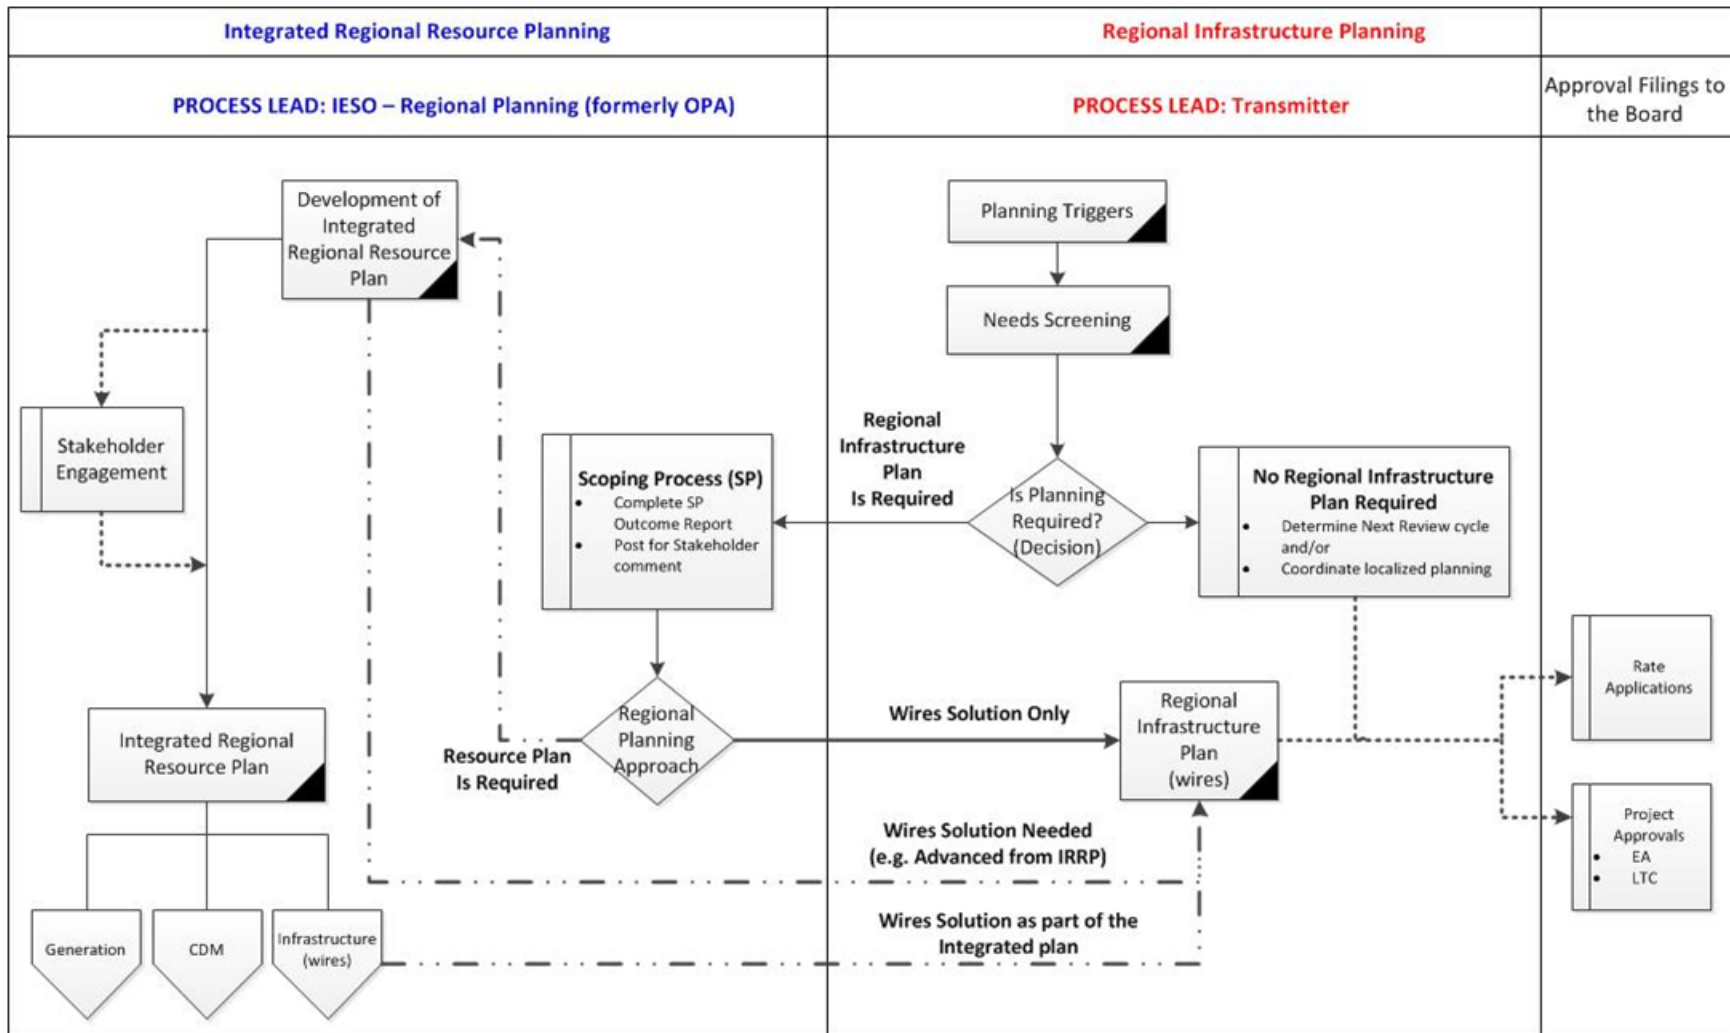 Integrated Regional Resource Planning
Regional Infrastructure Planning
PROCESS LEAD: IESO – Regional Planning (formerly OPA)
PROCESS LEAD: Transmitter
Approval Filings to
the Board
Development of
Integrated
Regional Resource
Plan
Planning Triggers
Needs Screening
Stakeholder
Engagement
Scoping Process (SP)
• Complete SP
Outcome Report
• Post for Stakeholder
comment
Regional
Infrastructure
Plan
Is Required
Is Planning
Required?
(Decision)
No Regional Infrastructure
Plan Required
• Determine Next Review cycle
and/or
• Coordinate localized planning
Rate
Applications
Integrated Regional
Resource Plan
Resource Plan
Is Required
Regional
Planning
Approach
Wires Solution Only
Regional
Infrastructure
Plan
(wires)
Project
Approvals
• EA
• LTC
Wires Solution Needed
(e.g. Advanced from IRRP)
Wires Solution as part of the
Integrated plan
Generation
CDM
Infrastructure
(wires)